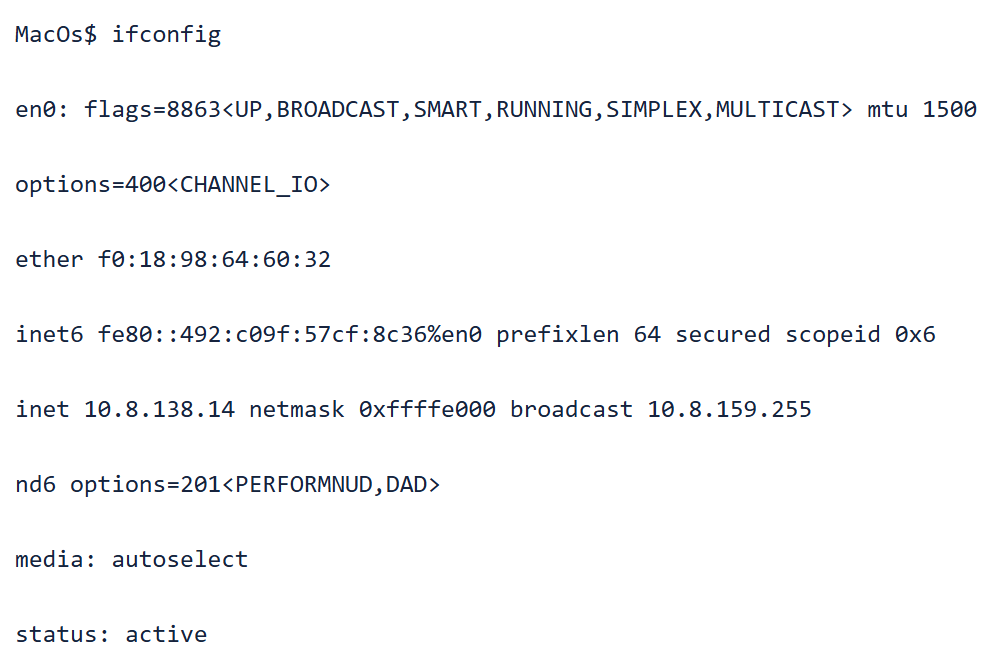 MacOs$ ifconfig
en0: flags=8863<UP,BROADCAST,SMART,RUNNING,SIMPLEX,MULTICAST> mtu 1500
options=400<CHANNEL_IO>
ether f0:18:98:64:60:32
inet6 fe80::492:c09f:57cf:8c36%en0 prefixlen 64 secured scopeid 0x6
inet 10.8.138.14 netmask 0xffffe000 broadcast 10.8.159.255
nd6 options=201<PERFORMNUD,DAD>
media: autoselect
status: active